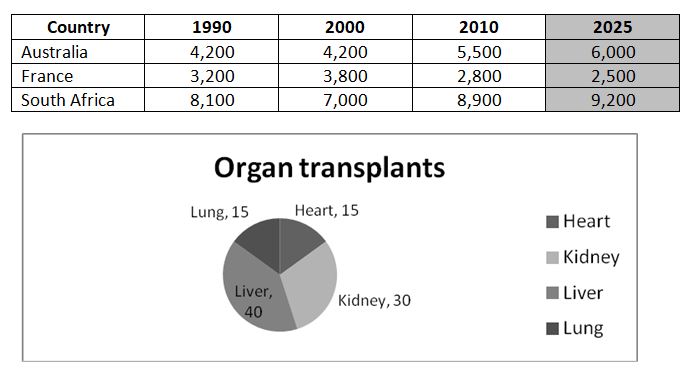 Country 1990 2000 2010 2025
Australia 4,200 4,200 5,500 6,000
France 3,200 3,800 2,800 2,500
South Africa 8,100 7,000 8,900 9,200
Organ transplants
Lung, 15 Heart, 15
Liver,
40
Kidney, 30
Heart
Kidney
Liver
Lung